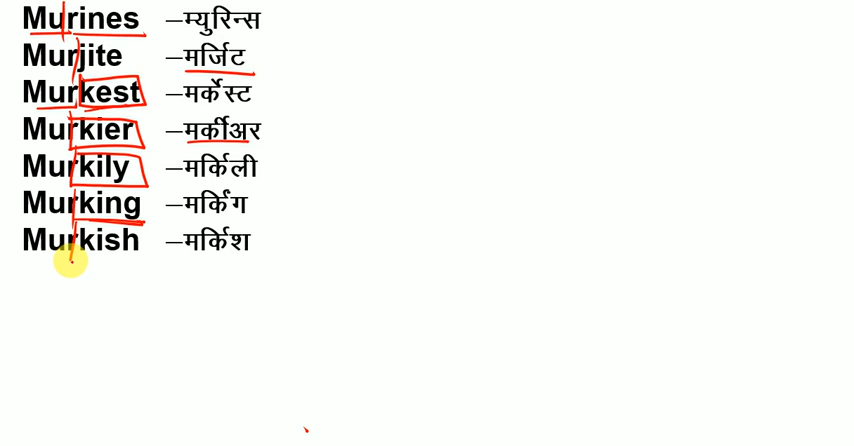 Murines –म्युरिन्स
Murjite –मर्जिट
Murkest –मर्केस्ट
Murkier –मर्कीअर
Murkily –मर्किली
Murking –मर्किंग
Murkish –मर्किश